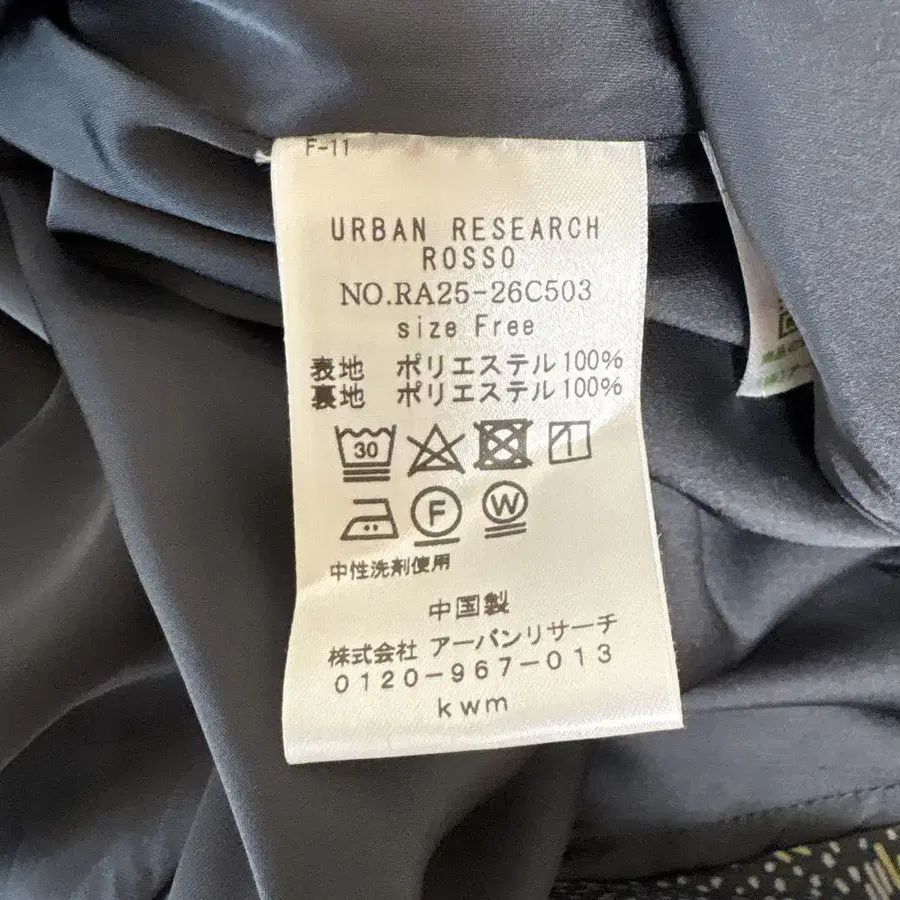 F-11
URBAN RESEARCH
ROSSO
NO.RA25-26C503
size Free
表地 ポリエステル100%
裏地 ポリエステル100%
30
F W
中性洗剤使用
中国製
株式会社 アーバンリサーチ
0120-967-013
kwm